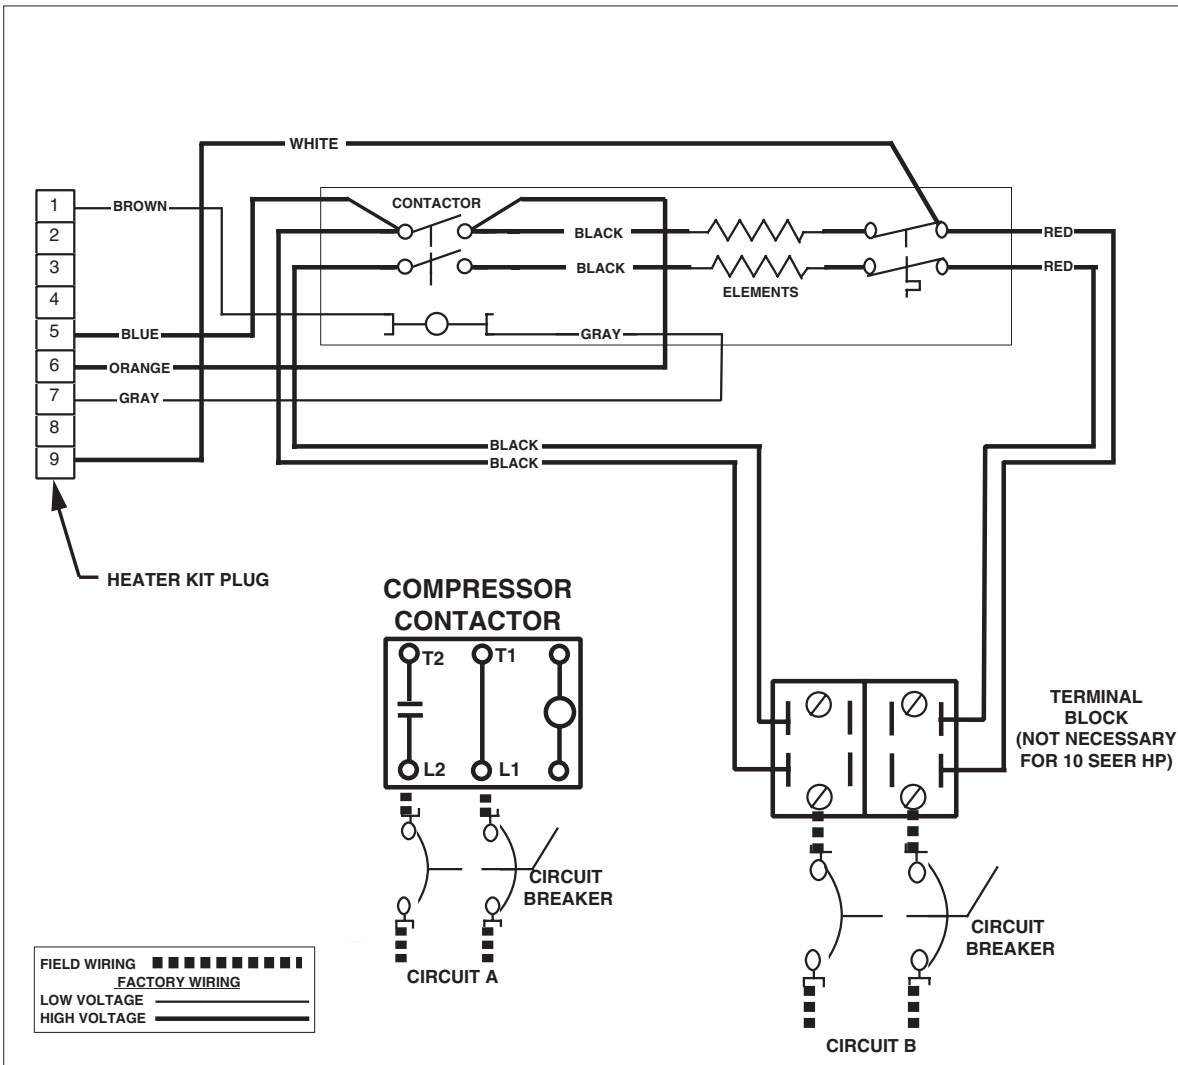 WHITE
CONTACTOR
1
BROWN
2
BLACK
RED
3
BLACK
RED
ELEMENTS
4
5
BLUE
GRAY
6
ORANGE
7
GRAY
8
9
BLACK
BLACK
HEATER KIT PLUG
COMPRESSOR
CONTACTOR
T2
T1
L2
L1
TERMINAL
BLOCK
(NOT NECESSARY
FOR 10 SEER HP)
CIRCUIT
BREAKER
CIRCUIT A
CIRCUIT
BREAKER
CIRCUIT B
FIELD WIRING
FACTORY WIRING
LOW VOLTAGE
HIGH VOLTAGE